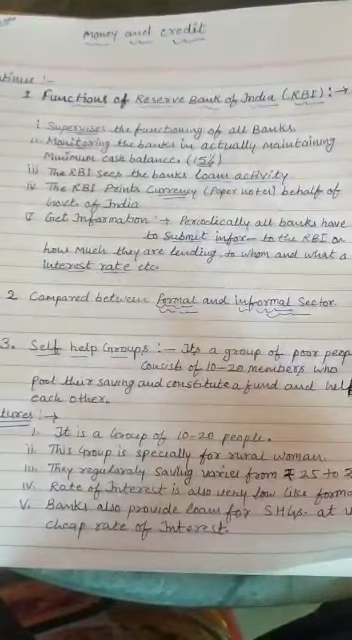 Money and credit
tinue :-
1 Functions of Reserve Bank of India (RBI) :→
i Supervises the functioning of all Banks.
ii Monitoring the banks in actually maintaining
Minimum cash balance. (15%)
iii The RBI sees the banks loan activity
iv. The RBI Prints Currency (Paper notes) behalf of
Govt. of India
v Get Information :→ Periodically all banks have
to submit infor— to the RBI on
how much they are lending, to whom and what a
interest rate etc.
2 Compared between formal and informal Sector.
3. Self help Groups :- Its a group of poor peop
consists of 10-20 members who
pool their saving and constitute a fund and hel
each other.
tures :→
i. It is a Group of 10-20 people.
ii. This Group is specially for rural woman.
iii. They regularaly Saving varies from ₹ 25 to ₹
iv. Rate of Interest is also very low like forma
v. Banks also provide loan for SHGs. at v
cheap rate of Interest.